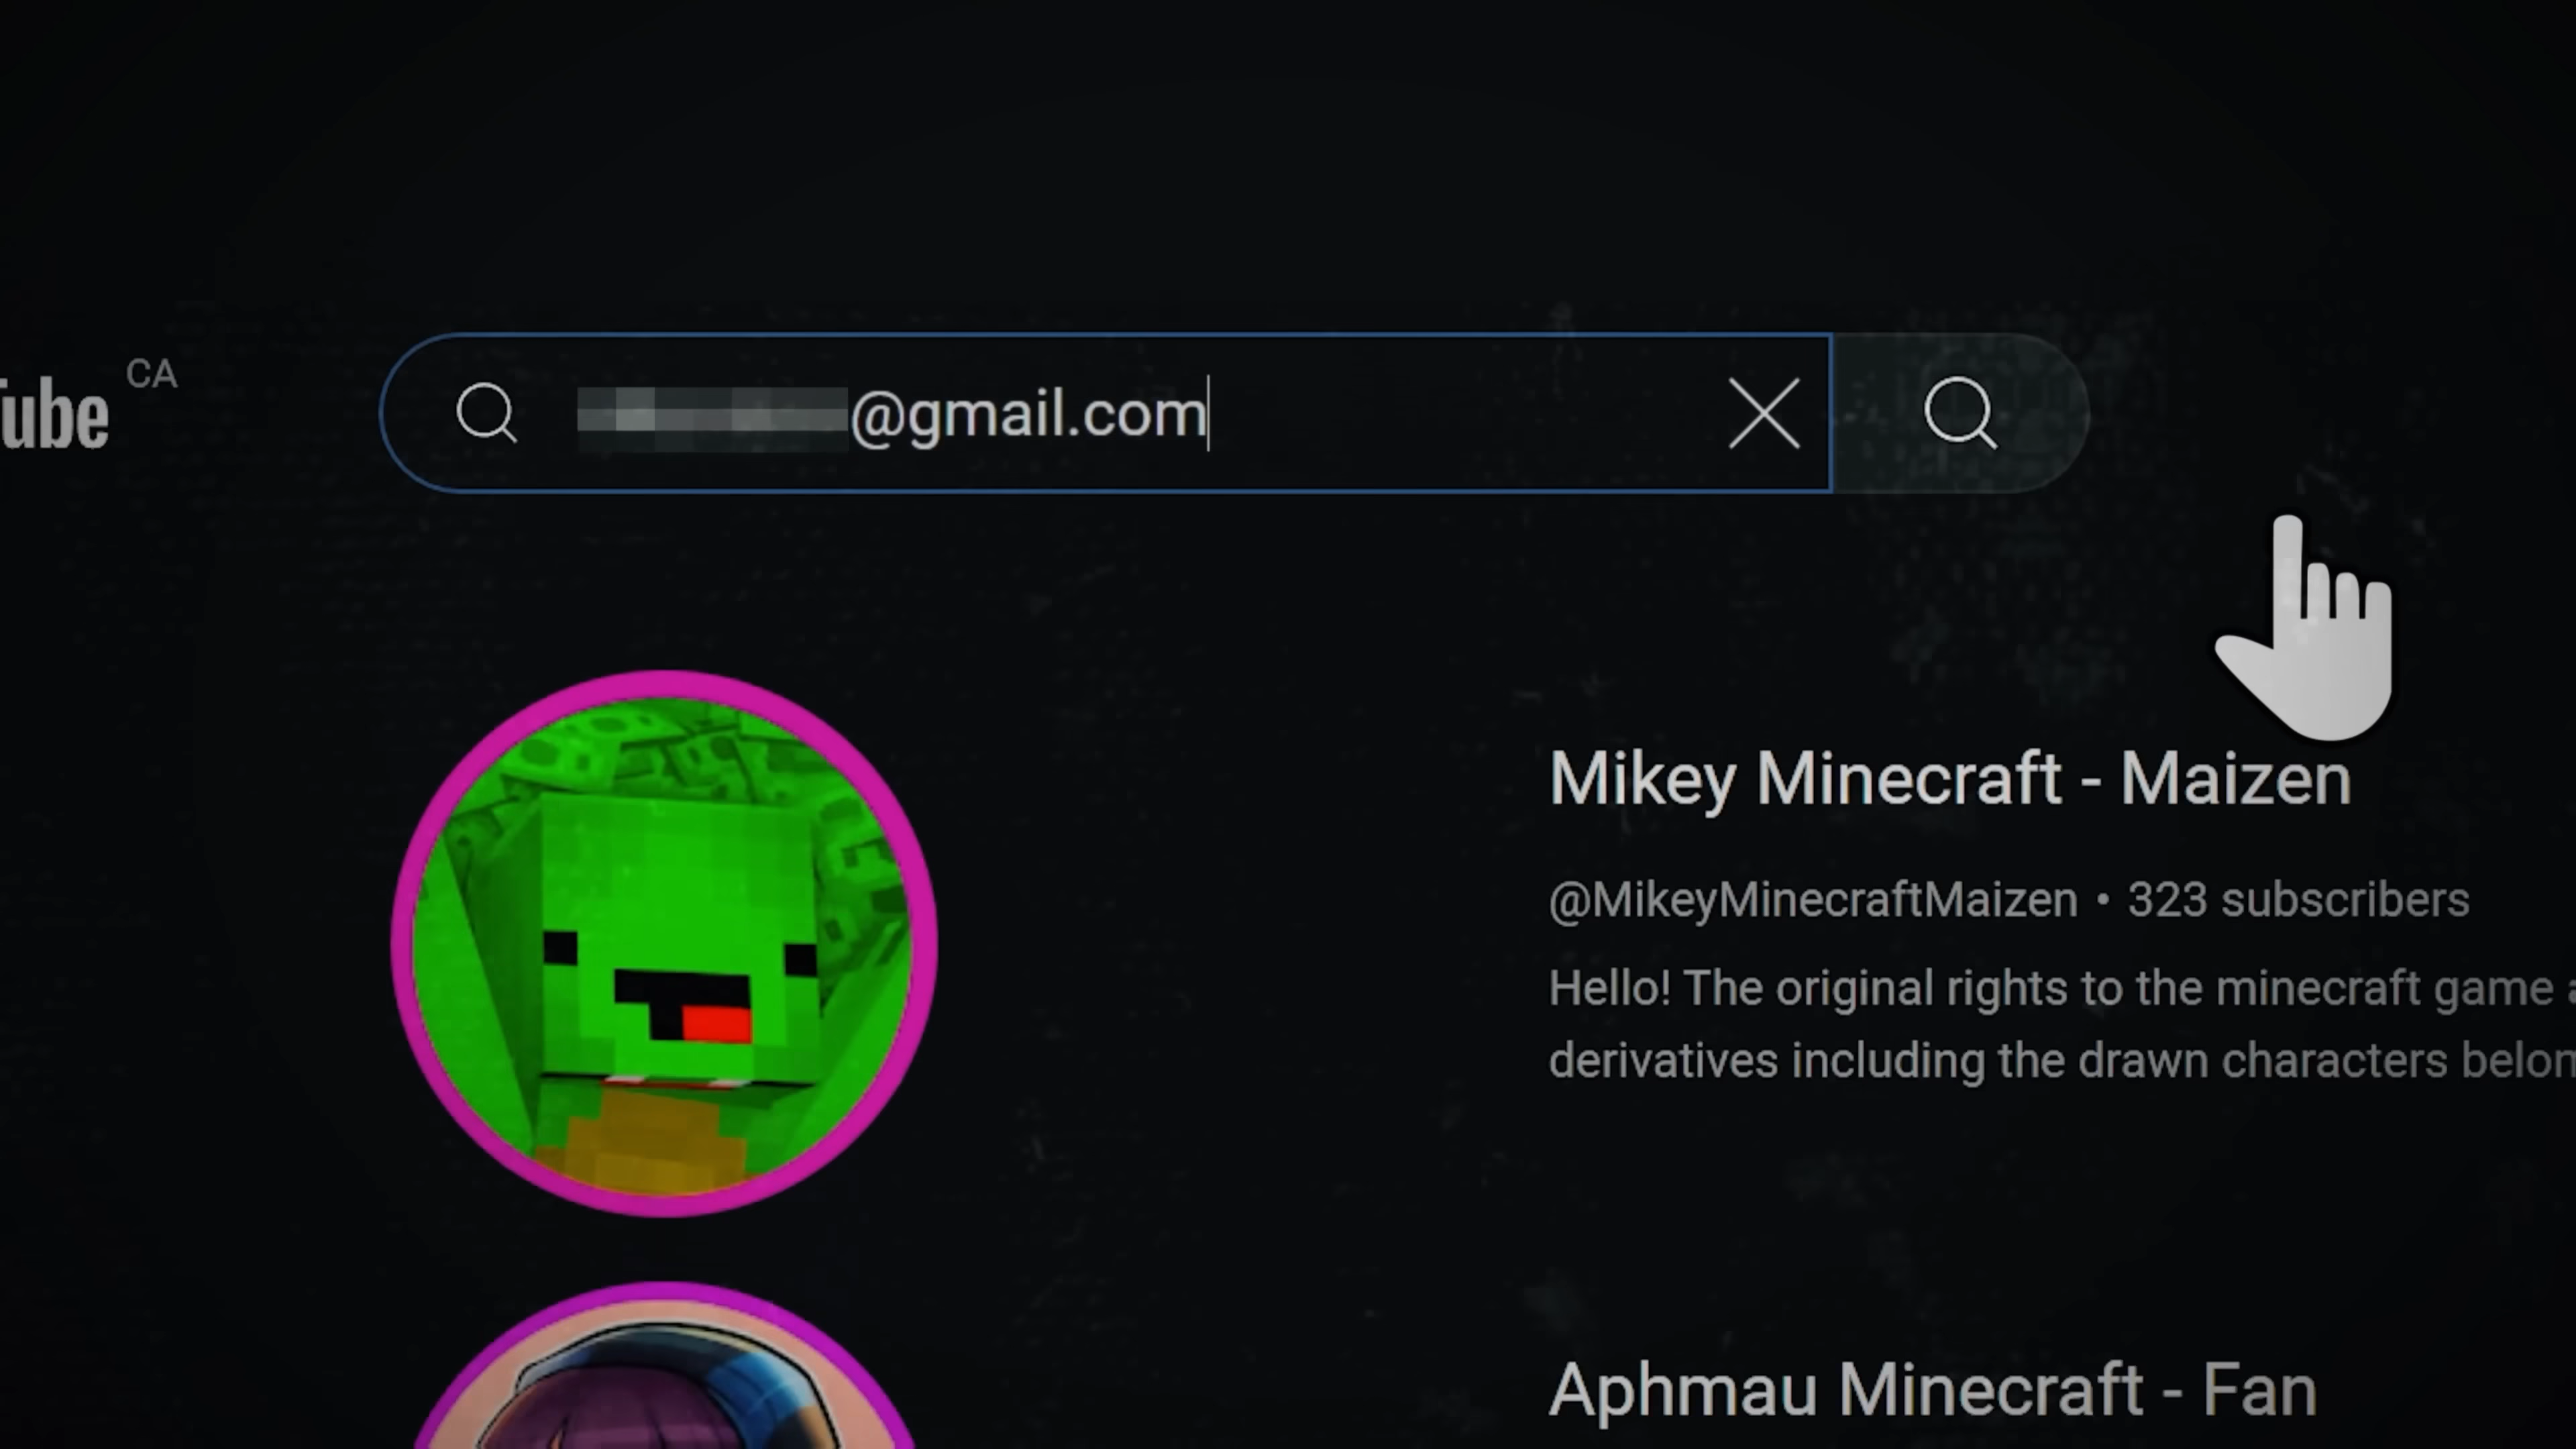 Tube CA
@gmail.com
Mikey Minecraft - Maizen
@MikeyMinecraftMaizen • 323 subscribers
Hello! The original rights to the minecraft game
derivatives including the drawn characters belon
Aphmau Minecraft - Fan